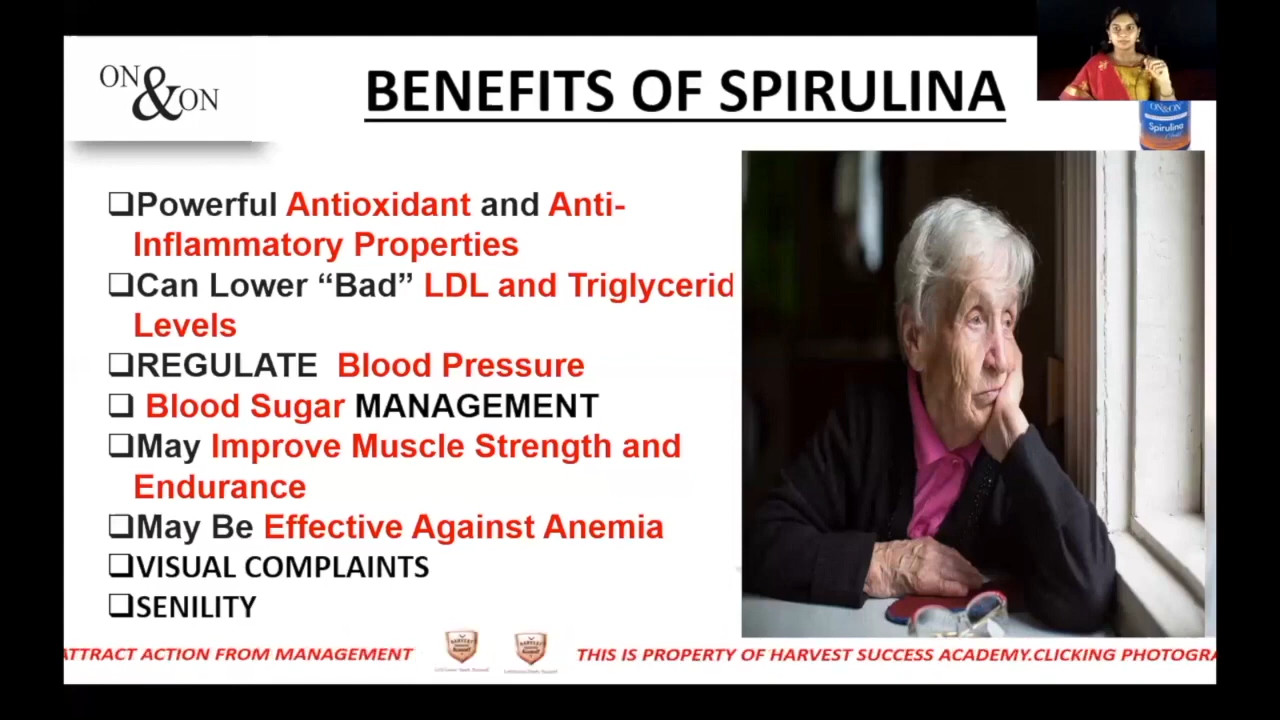 ON & ON
BENEFITS OF SPIRULINA
ON&ON
Spirulina
❑Powerful Antioxidant and Anti-
Inflammatory Properties
❑Can Lower “Bad” LDL and Triglycerid
Levels
❑REGULATE Blood Pressure
❑ Blood Sugar MANAGEMENT
❑May Improve Muscle Strength and
Endurance
❑May Be Effective Against Anemia
❑VISUAL COMPLAINTS
❑SENILITY
ATTRACT ACTION FROM MANAGEMENT
THIS IS PROPERTY OF HARVEST SUCCESS ACADEMY.CLICKING PHOTOGRA